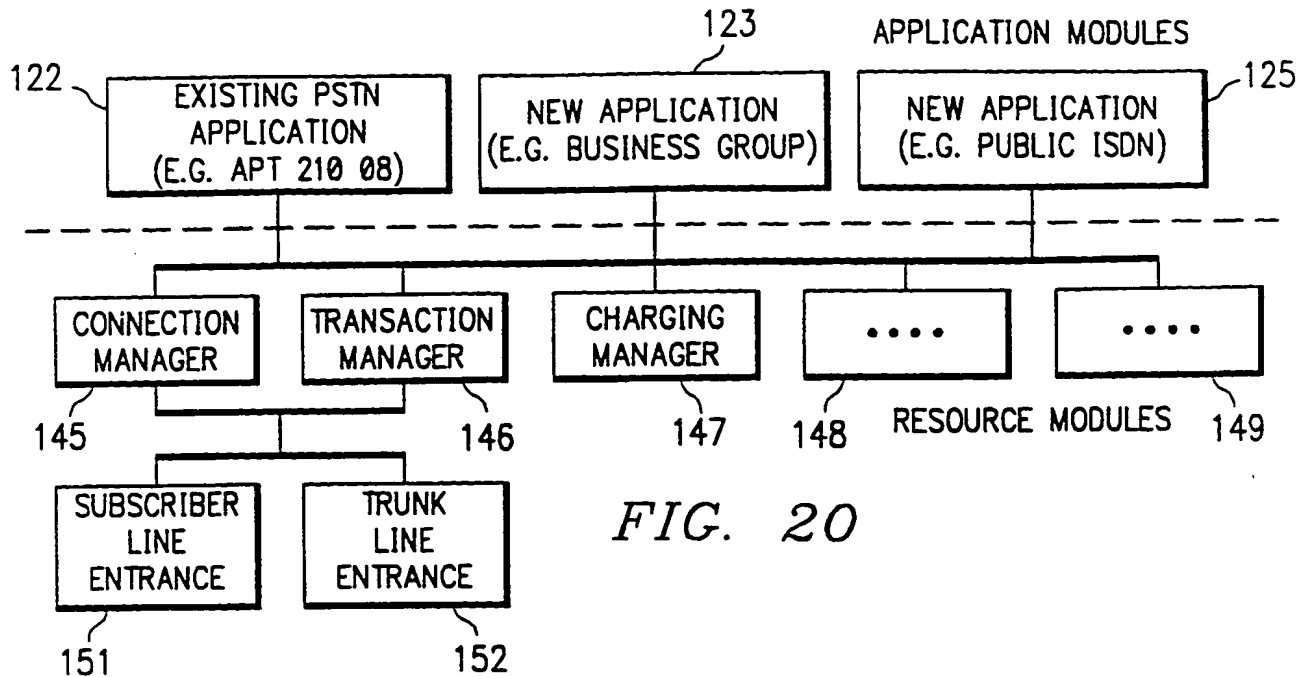 APPLICATION MODULES
122
123
125
EXISTING PSTN
APPLICATION
(E.G. APT 210 08)
NEW APPLICATION
(E.G. BUSINESS GROUP)
NEW APPLICATION
(E.G. PUBLIC ISDN)
CONNECTION
MANAGER
TRANSACTION
MANAGER
CHARGING
MANAGER
••••
••••
145
146
147
148
RESOURCE MODULES
149
SUBSCRIBER
LINE
ENTRANCE
TRUNK
LINE
ENTRANCE
FIG. 20
151
152